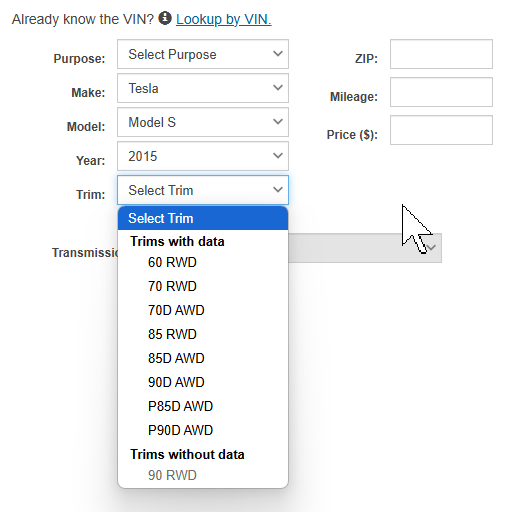 Already know the VIN? Lookup by VIN.
Purpose: Select Purpose
ZIP:
Make: Tesla
Mileage:
Model: Model S
Price ($):
Year: 2015
Trim: Select Trim
Select Trim
Trims with data
Transmissi
60 RWD
70 RWD
70D AWD
85 RWD
85D AWD
90D AWD
P85D AWD
P90D AWD
Trims without data
90 RWD